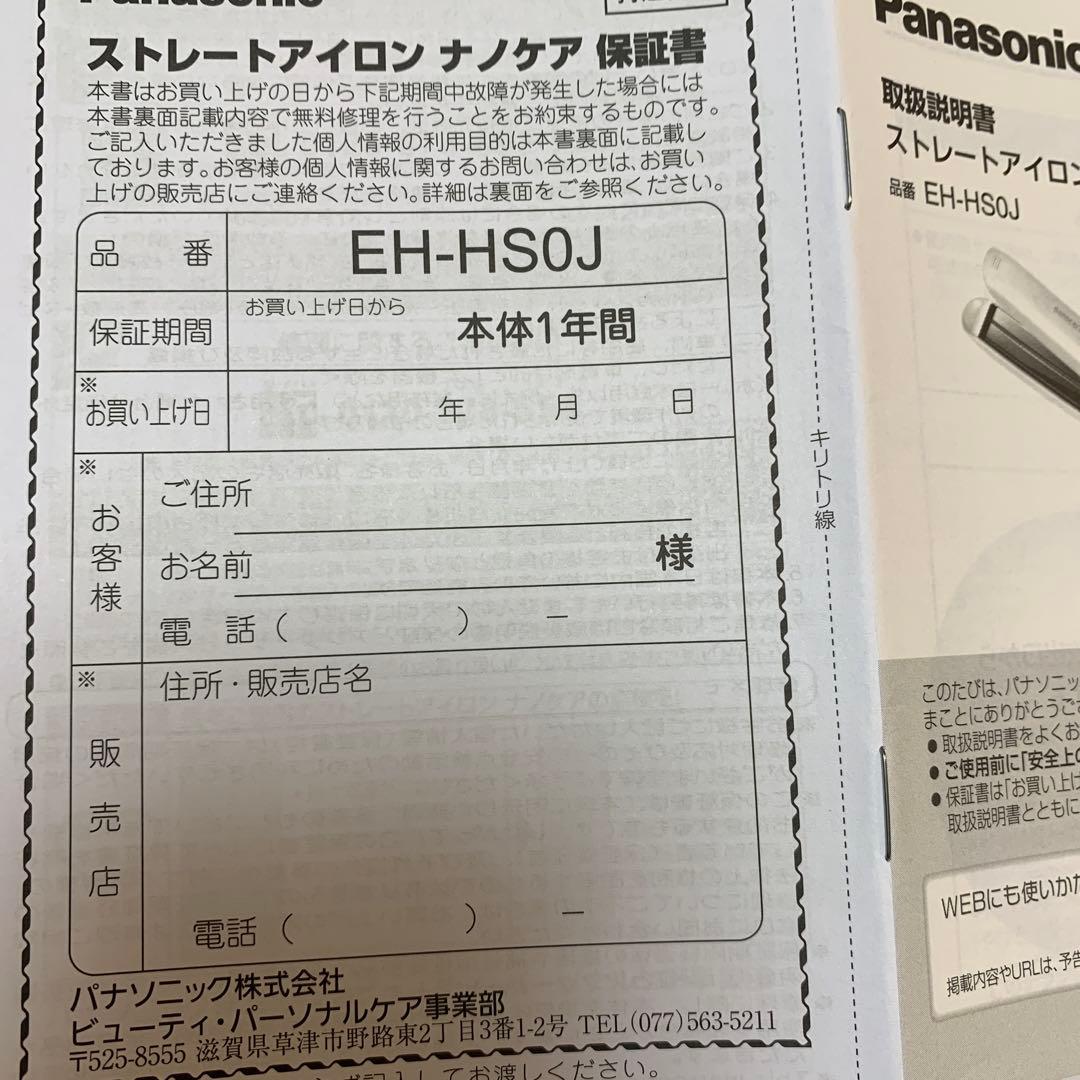 Panasonic
ストレートアイロン ナノケア 保証書
本書はお買い上げの日から下記期間中故障が発生した場合には
本書裏面記載内容で無料修理を行うことをお約束するものです。
ご記入いただきました個人情報の利用目的は本書裏面に記載し
ております。お客様の個人情報に関するお問い合わせは、お買い
上げの販売店にご連絡ください。詳細は裏面をご参照ください。
品 番 EH-HS0J
保証期間 お買い上げ日から 本体1年間
※お買い上げ日 年 月 日
※お客様
ご住所
お名前 様
電 話 ( ) ー
※販売店
住所・販売店名
電話 ( ) ー
パナソニック株式会社
ビューティ・パーソナルケア事業部
〒525-8555 滋賀県草津市野路東2丁目3番1-2号 TEL(077)563-5211
記入してお渡しください。
キリトリ線
Panasonic
取扱説明書
ストレートアイロン
品番 EH-HS0J
このたびは、パナソニッ
まことにありがとうござ
● 取扱説明書をよくお
● ご使用前に「安全上の
● 保証書は「お買い上げ
取扱説明書とともに
WEBにも使いかた
掲載内容やURLは、予告